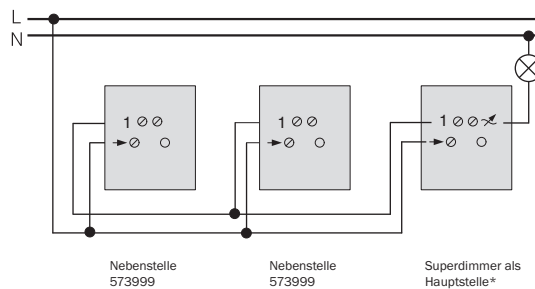 L
N
1
1
1
Nebenstelle
573999
Nebenstelle
573999
Superdimmer als
Hauptstelle*